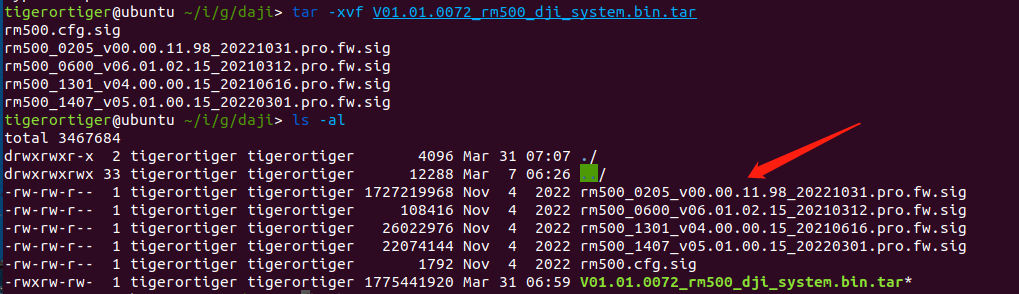 tigerortiger@ubuntu ~/i/g/daji> tar -xvf V01.01.0072_rm500_dji_system.bin.tar
rm500.cfg.sig
rm500_0205_v00.00.11.98_20221031.pro.fw.sig
rm500_0600_v06.01.02.15_20210312.pro.fw.sig
rm500_1301_v04.00.00.15_20210616.pro.fw.sig
rm500_1407_v05.01.00.15_20220301.pro.fw.sig
tigerortiger@ubuntu ~/i/g/daji> ls -al
total 3467684
drwxrwxr-x  2 tigerortiger tigerortiger       4096 Mar 31 07:07 ./
drwxrwxrwx 33 tigerortiger tigerortiger      12288 Mar  7 06:26 ../
-rw-rw-r--  1 tigerortiger tigerortiger 1727219968 Nov  4  2022 rm500_0205_v00.00.11.98_20221031.pro.fw.sig
-rw-rw-r--  1 tigerortiger tigerortiger     108416 Nov  4  2022 rm500_0600_v06.01.02.15_20210312.pro.fw.sig
-rw-rw-r--  1 tigerortiger tigerortiger   26022976 Nov  4  2022 rm500_1301_v04.00.00.15_20210616.pro.fw.sig
-rw-rw-r--  1 tigerortiger tigerortiger   22074144 Nov  4  2022 rm500_1407_v05.01.00.15_20220301.pro.fw.sig
-rw-rw-r--  1 tigerortiger tigerortiger       1792 Nov  4  2022 rm500.cfg.sig
-rwxrw-rw-  1 tigerortiger tigerortiger 1775441920 Mar 31 06:59 V01.01.0072_rm500_dji_system.bin.tar*